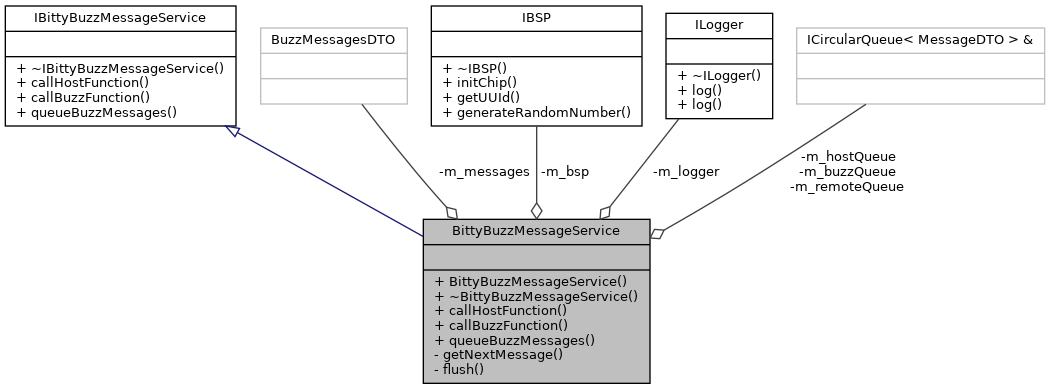 IBittyBuzzMessageService
+ ~IBittyBuzzMessageService()
+ callHostFunction()
+ callBuzzFunction()
+ queueBuzzMessages()
BuzzMessagesDTO
IBSP
+ ~IBSP()
+ initChip()
+ getUUId()
+ generateRandomNumber()
ILogger
+ ~ILogger()
+ log()
+ log()
ICircularQueue< MessageDTO > &
-m_messages
-m_bsp
-m_logger
-m_hostQueue
-m_buzzQueue
-m_remoteQueue
BittyBuzzMessageService
+ BittyBuzzMessageService()
+ ~BittyBuzzMessageService()
+ callHostFunction()
+ callBuzzFunction()
+ queueBuzzMessages()
- getNextMessage()
- flush()